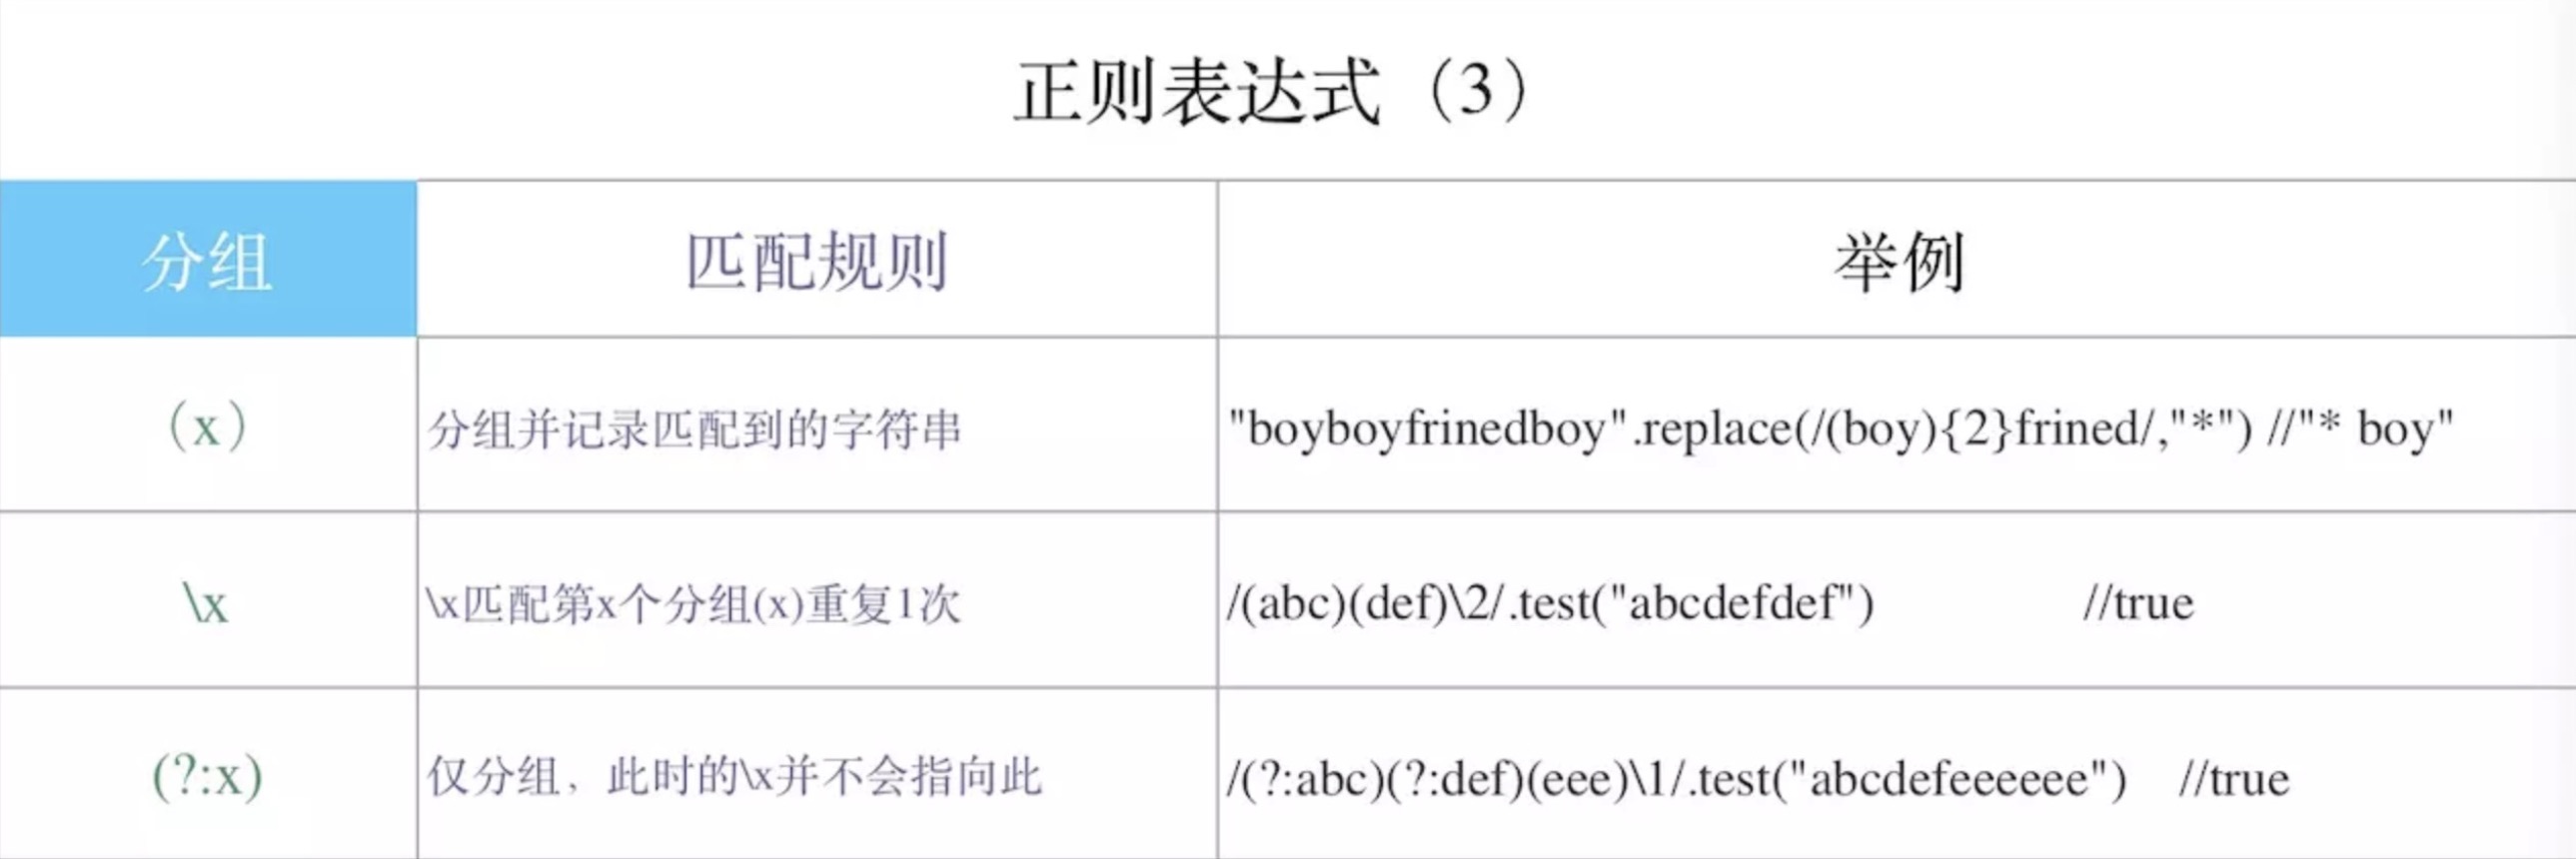 正则表达式（3）
分组 匹配规则 举例
（x） 分组并记录匹配到的字符串 "boyboyfrinedboy".replace(/(boy){2}frined/,"*") //"* boy"
\x \x匹配第x个分组(x)重复1次 /(abc)(def)\2/.test("abcdefdef") //true
(?:x) 仅分组，此时的\x并不会指向此 /(?:abc)(?:def)(eee)\1/.test("abcdefeeeeee") //true